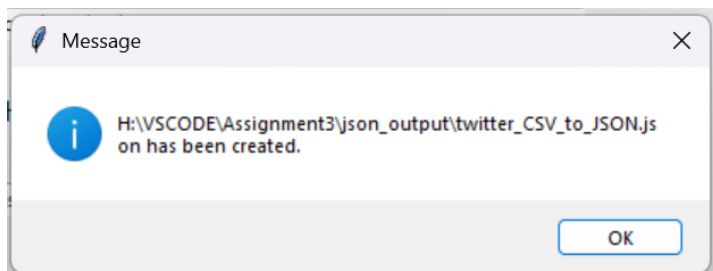 Message
H:\VSCODE\Assignment3\json_output\twitter_CSV_to_JSON.js
on has been created.
OK